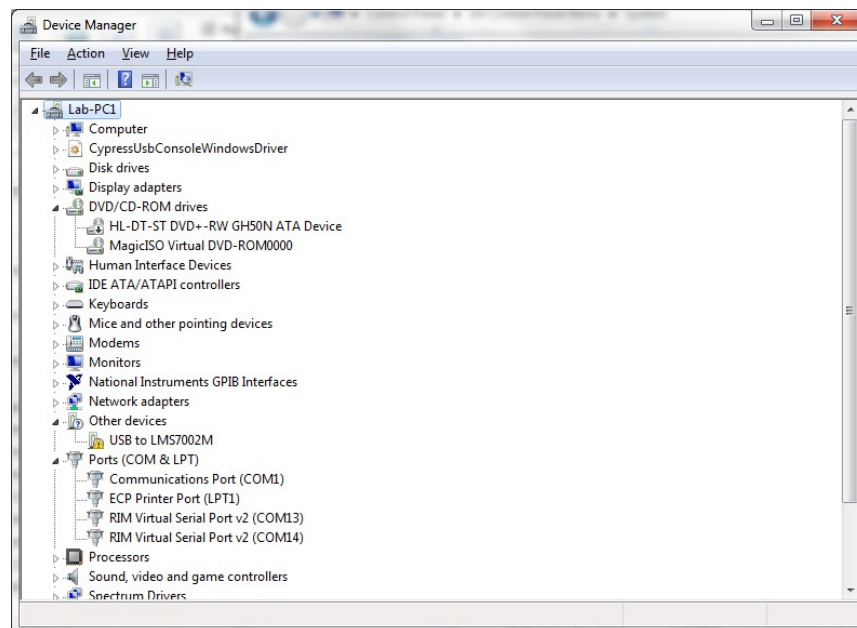 Device Manager
File Action View Help
Lab-PC1
Computer
CypressUsbConsoleWindowsDriver
Disk drives
Display adapters
DVD/CD-ROM drives
HL-DT-ST DVD+-RW GH50N ATA Device
MagicISO Virtual DVD-ROM0000
Human Interface Devices
IDE ATA/ATAPI controllers
Keyboards
Mice and other pointing devices
Modems
Monitors
National Instruments GPIB Interfaces
Network adapters
Other devices
USB to LMS7002M
Ports (COM & LPT)
Communications Port (COM1)
ECP Printer Port (LPT1)
RIM Virtual Serial Port v2 (COM13)
RIM Virtual Serial Port v2 (COM14)
Processors
Sound, video and game controllers
Spectrum Drivers